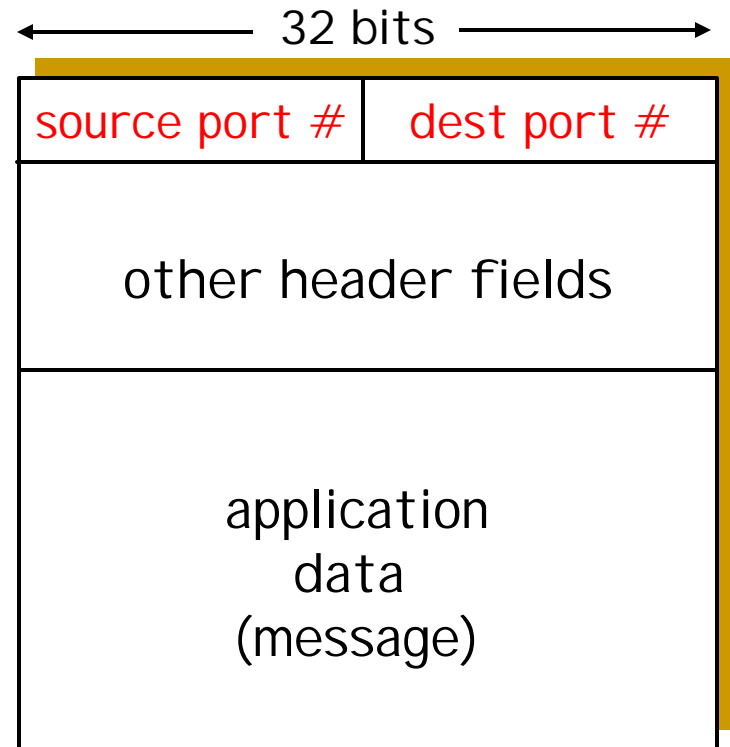 32 bits
source port # dest port #
other header fields
application
data
(message)